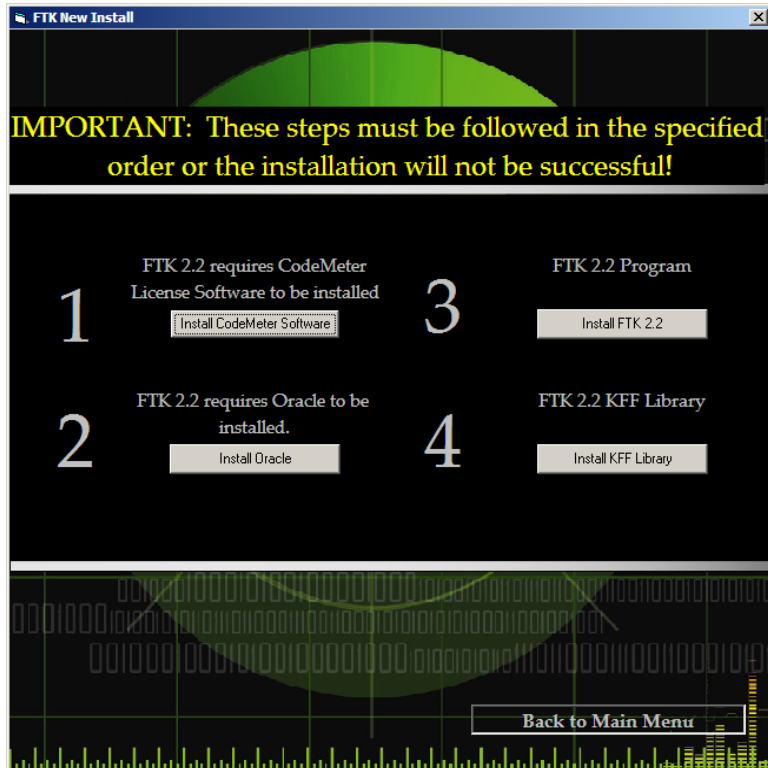 FTK New Install
IMPORTANT: These steps must be followed in the specified
order or the installation will not be successful!
1
FTK 2.2 requires CodeMeter
License Software to be installed
Install CodeMeter Software
2
FTK 2.2 requires Oracle to be
installed.
Install Oracle
3
FTK 2.2 Program
Install FTK 2.2
4
FTK 2.2 KFF Library
Install KFF Library
Back to Main Menu